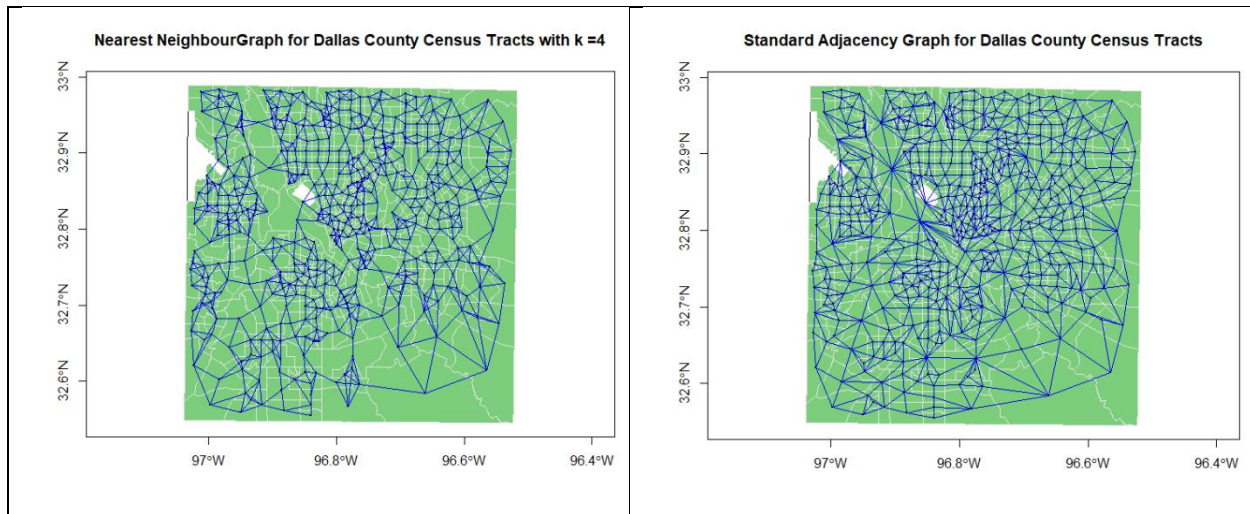 Nearest NeighbourGraph for Dallas County Census Tracts with k =4
33°N
32.9°N
32.8°N
32.7°N
32.6°N
97°W
96.8°W
96.6°W
96.4°W
Standard Adjacency Graph for Dallas County Census Tracts
33°N
32.9°N
32.8°N
32.7°N
32.6°N
97°W
96.8°W
96.6°W
96.4°W